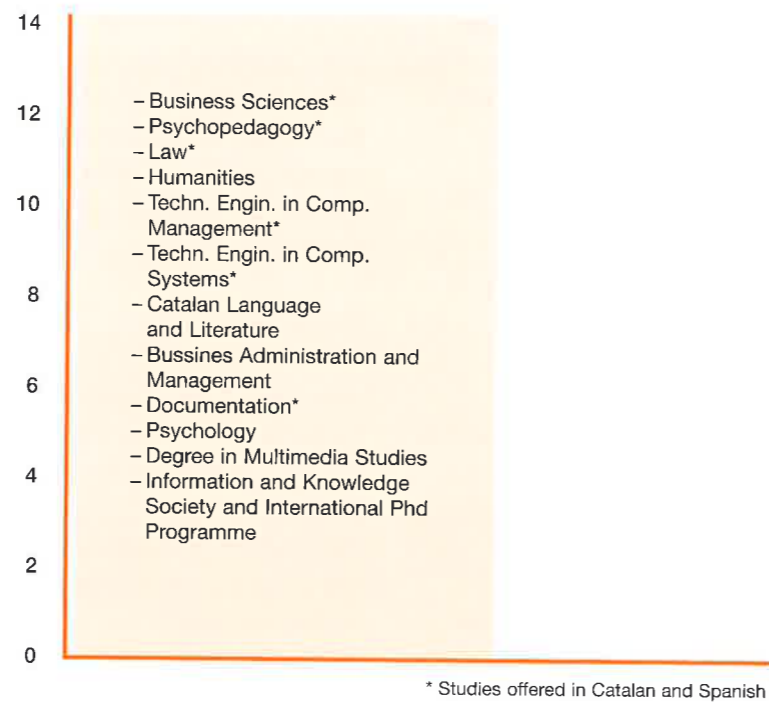 14
12
10
8
6
4
2
0
– Business Sciences*
– Psychopedagogy*
– Law*
– Humanities
– Techn. Engin. in Comp.
Management*
– Techn. Engin. in Comp.
Systems*
– Catalan Language
and Literature
– Bussines Administration and
Management
– Documentation*
– Psychology
– Degree in Multimedia Studies
– Information and Knowledge
Society and International Phd
Programme
* Studies offered in Catalan and Spanish